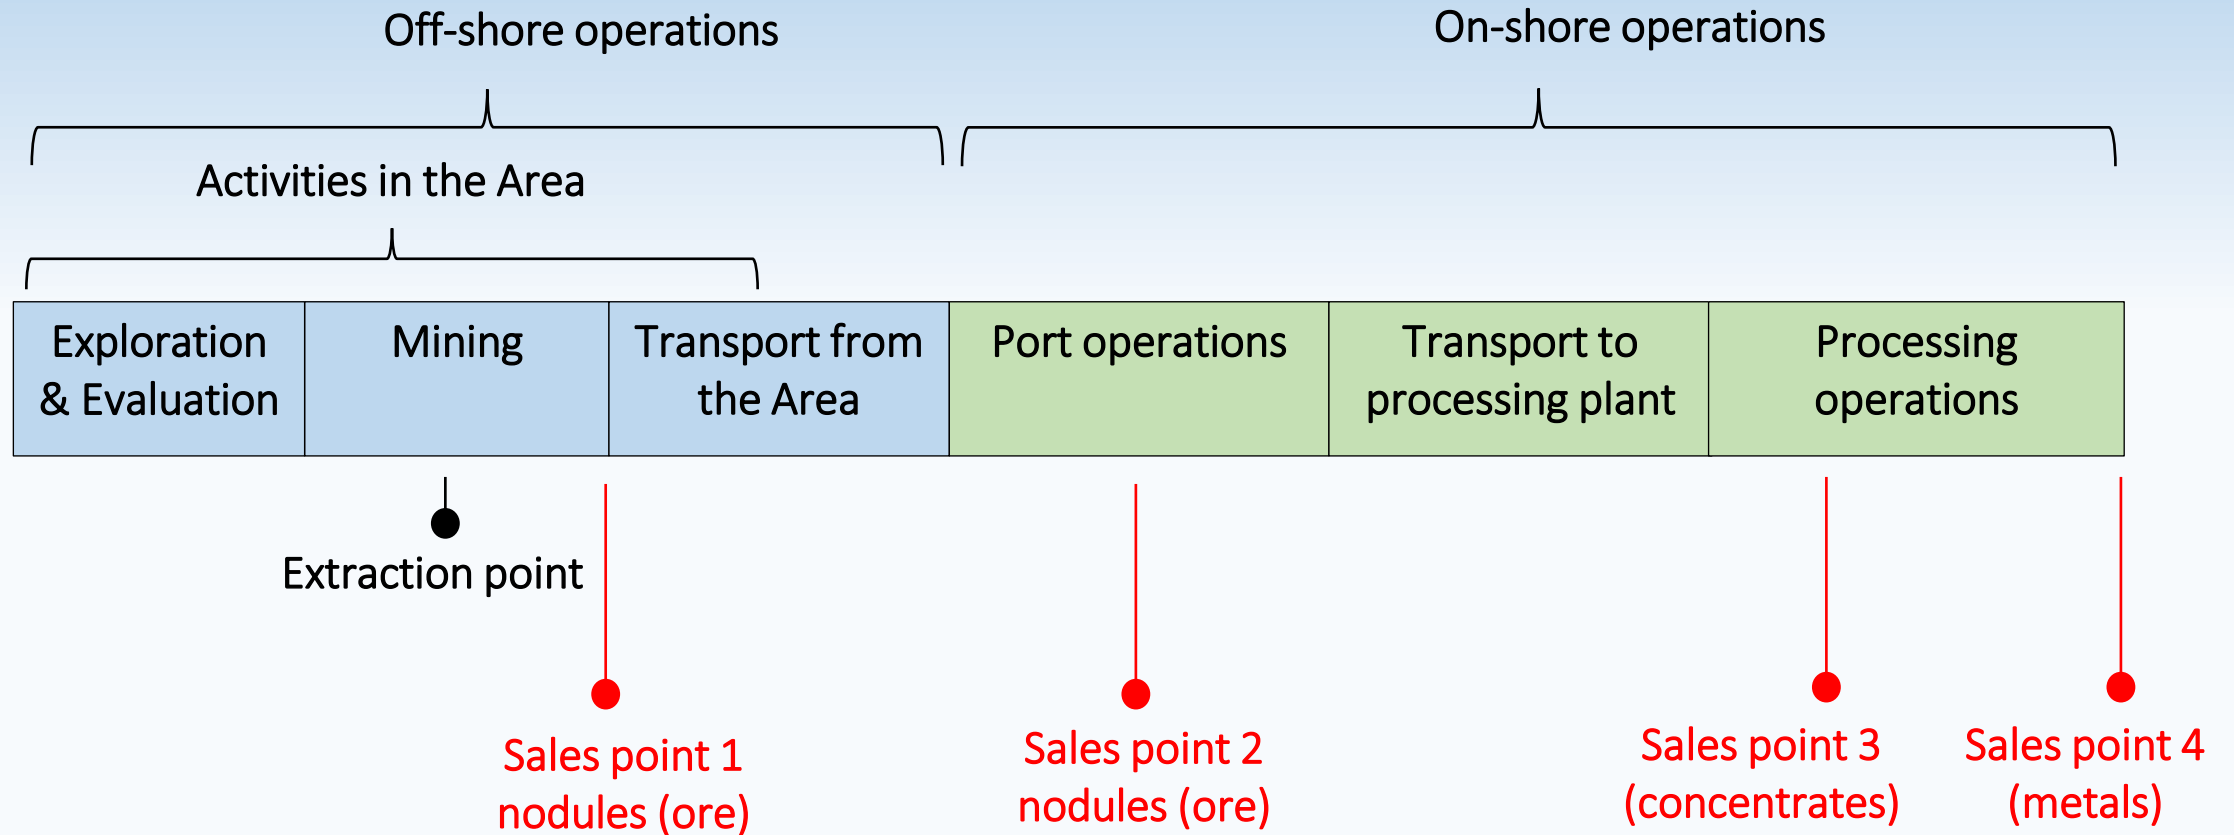 Off-shore operations
On-shore operations
Activities in the Area
Exploration
& Evaluation
Mining
Transport from
the Area
Port operations
Transport to
processing plant
Processing
operations
Extraction point
Sales point 1
nodules (ore)
Sales point 2
nodules (ore)
Sales point 3
(concentrates)
Sales point 4
(metals)